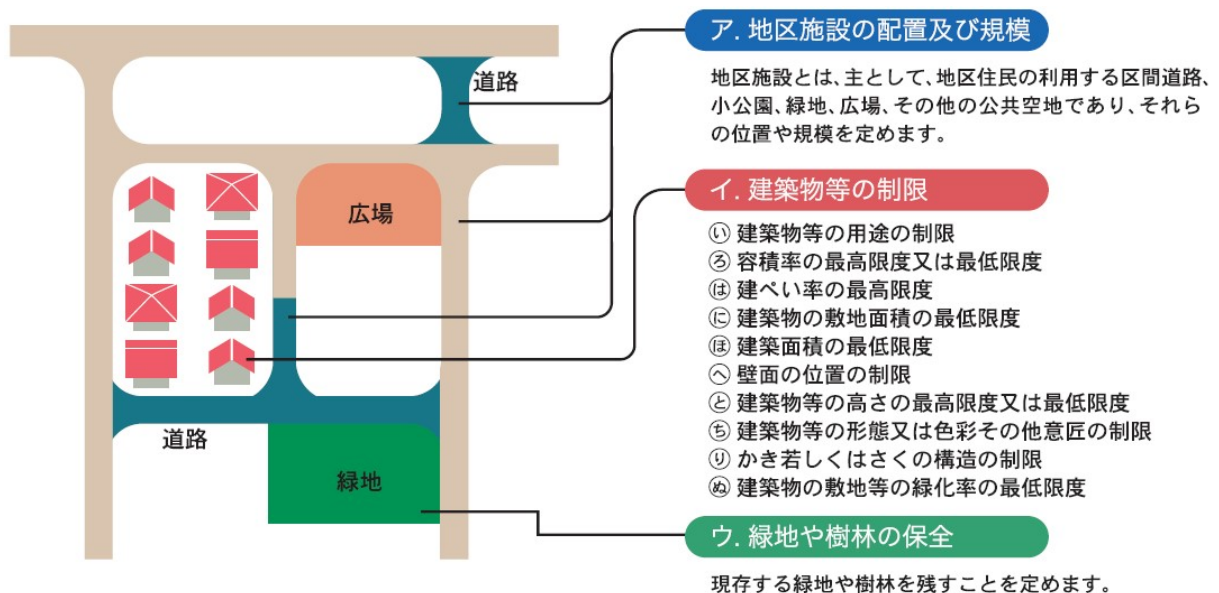 道路
広場
道路
緑地
ア. 地区施設の配置及び規模
地区施設とは、主として、地区住民の利用する区間道路、
小公園、緑地、広場、その他の公共空地であり、それら
の位置や規模を定めます。
イ. 建築物等の制限
㋑ 建築物等の用途の制限
ろ 容積率の最高限度又は最低限度
は 建ぺい率の最高限度
に 建築物の敷地面積の最低限度
ほ 建築面積の最低限度
へ 壁面の位置の制限
と 建築物等の高さの最高限度又は最低限度
ち 建築物等の形態又は色彩その他意匠の制限
り かき若しくはさくの構造の制限
ぬ 建築物の敷地等の緑化率の最低限度
ウ. 緑地や樹林の保全
現存する緑地や樹林を残すことを定めます。